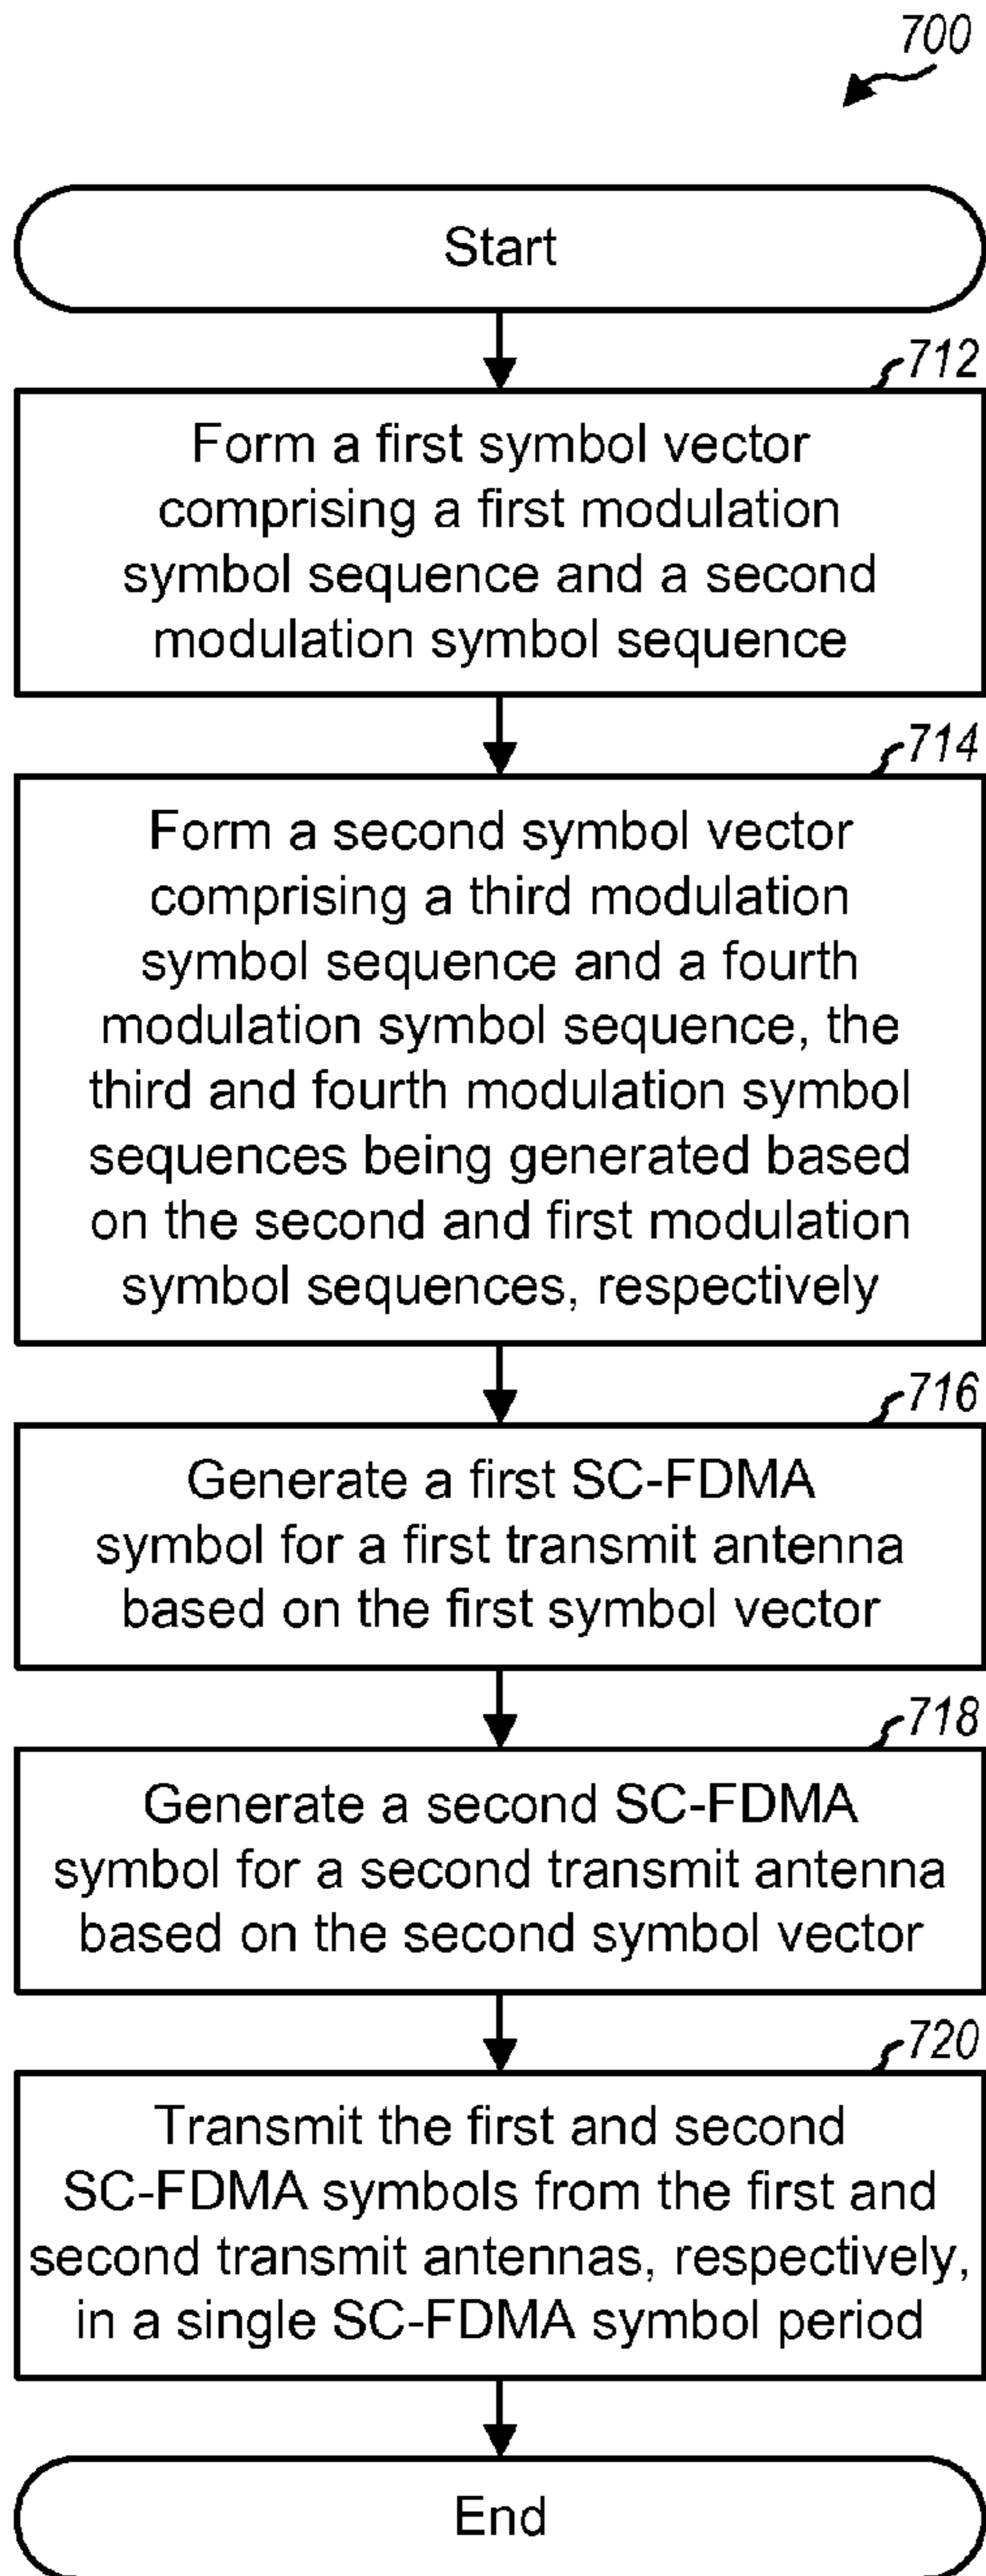 700
Start
712
Form a first symbol vector
comprising a first modulation
symbol sequence and a second
modulation symbol sequence
714
Form a second symbol vector
comprising a third modulation
symbol sequence and a fourth
modulation symbol sequence, the
third and fourth modulation symbol
sequences being generated based
on the second and first modulation
symbol sequences, respectively
716
Generate a first SC-FDMA
symbol for a first transmit antenna
based on the first symbol vector
718
Generate a second SC-FDMA
symbol for a second transmit antenna
based on the second symbol vector
720
Transmit the first and second
SC-FDMA symbols from the first and
second transmit antennas, respectively,
in a single SC-FDMA symbol period
End